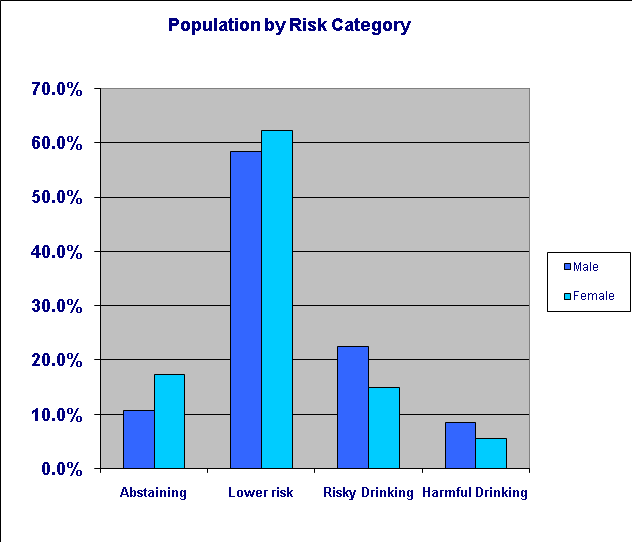 Population by Risk Category
70.0%
60.0%
50.0%
40.0%
30.0%
20.0%
10.0%
0.0%
Male
Female
Abstaining Lower risk Risky Drinking Harmful Drinking